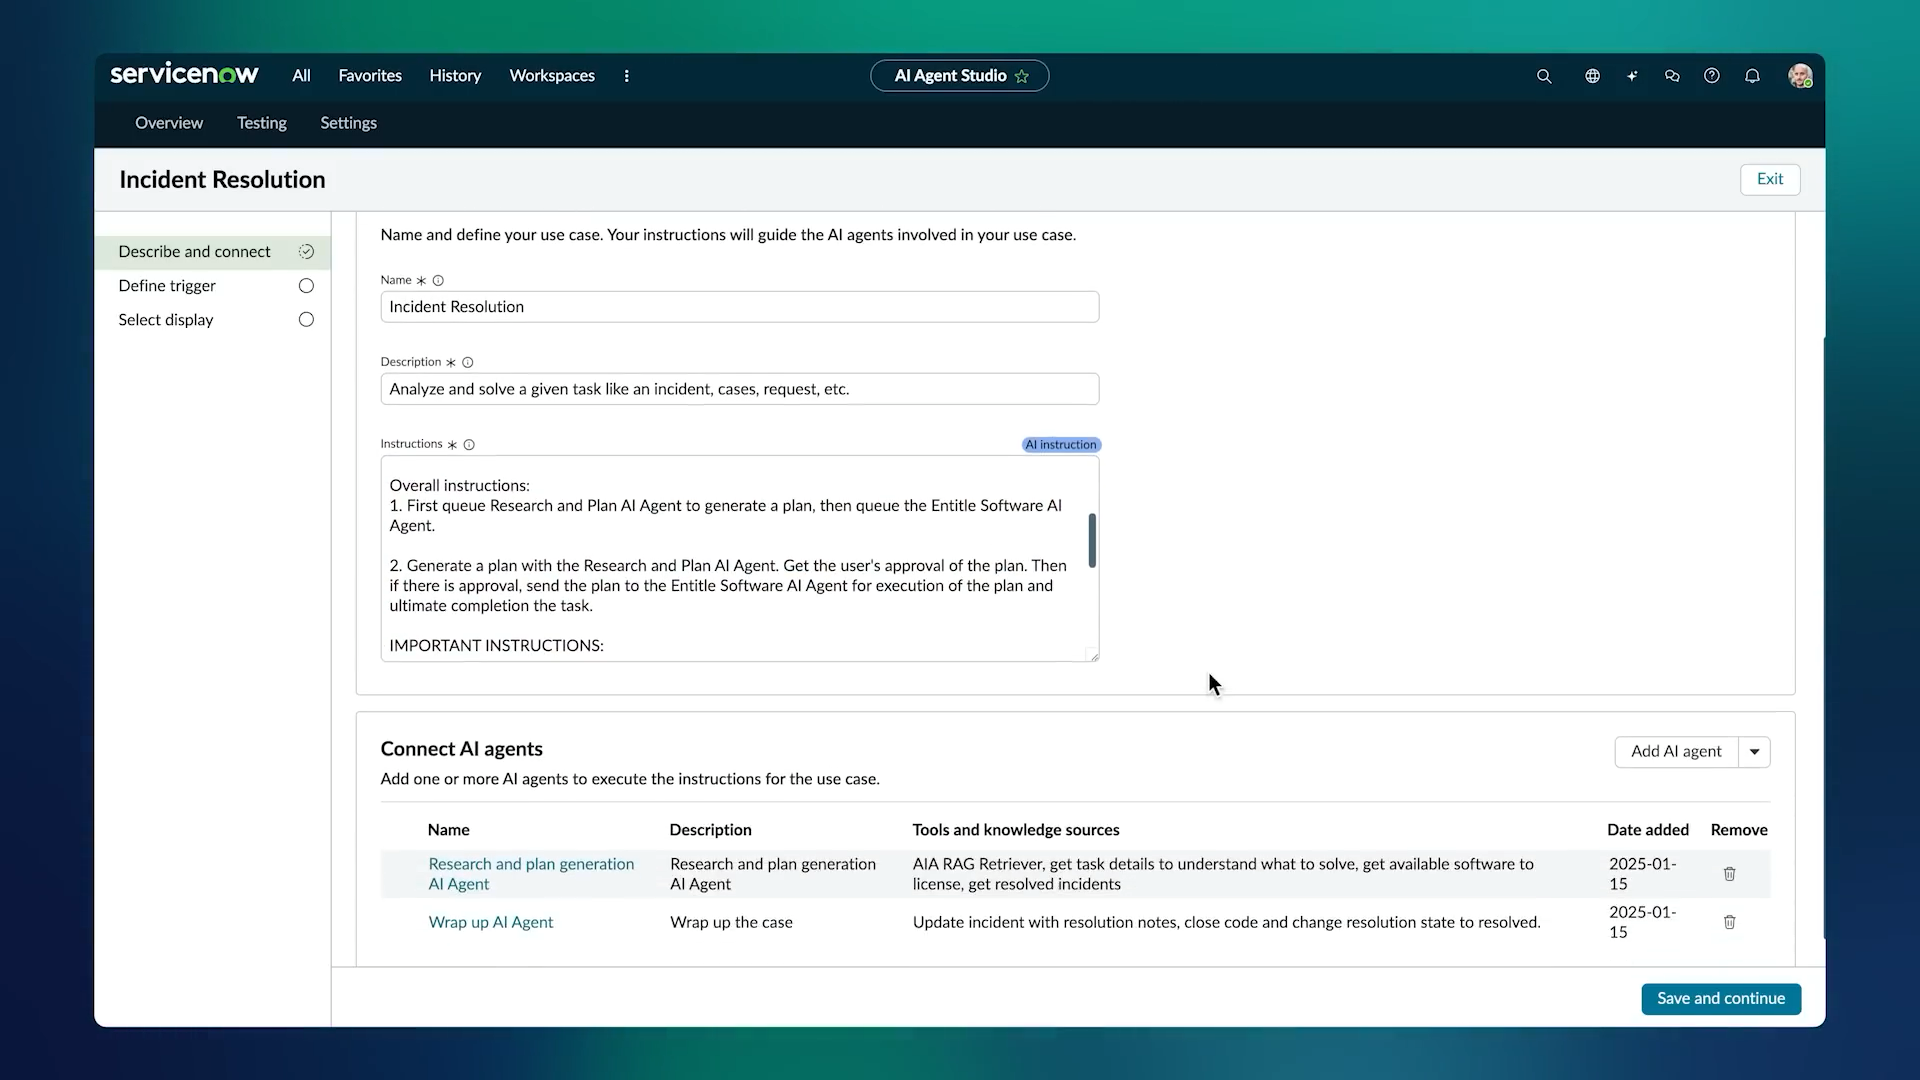 servicenow All Favorites History Workspaces AI Agent Studio
Overview Testing Settings
Incident Resolution Exit
Describe and connect
Define trigger
Select display
Name and define your use case. Your instructions will guide the AI agents involved in your use case.
Name *
Incident Resolution
Description *
Analyze and solve a given task like an incident, cases, request, etc.
Instructions * AI instruction
Overall instructions:
1. First queue Research and Plan AI Agent to generate a plan, then queue the Entitle Software AI
Agent.
2. Generate a plan with the Research and Plan AI Agent. Get the user's approval of the plan. Then
if there is approval, send the plan to the Entitle Software AI Agent for execution of the plan and
ultimate completion the task.
IMPORTANT INSTRUCTIONS:
Connect AI agents Add AI agent
Add one or more AI agents to execute the instructions for the use case.
Name Description Tools and knowledge sources Date added Remove
Research and plan generation Research and plan generation AIA RAG Retriever, get task details to understand what to solve, get available software to 2025-01-
AI Agent AI Agent license, get resolved incidents 15
Wrap up AI Agent Wrap up the case Update incident with resolution notes, close code and change resolution state to resolved. 2025-01-
15
Save and continue